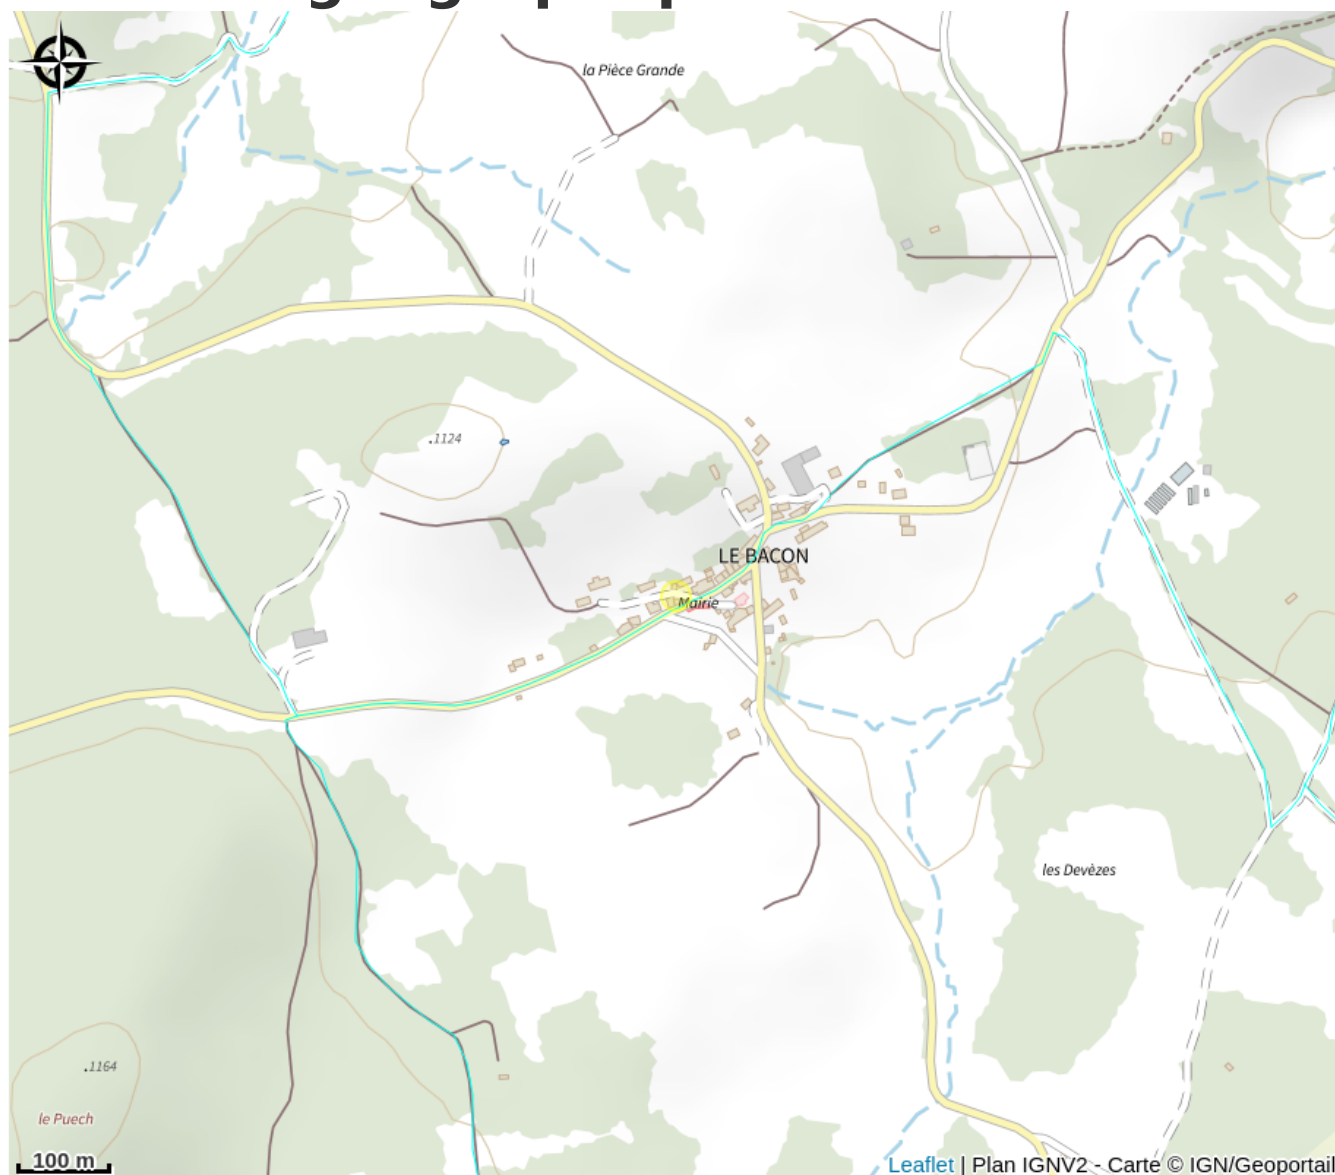 la Pièce Grande
.1124
LE BACON
Mairie
les Devèzes
.1164
le Puech
100 m
Leaflet | Plan IGNV2 - Carte © IGN/Geoportail